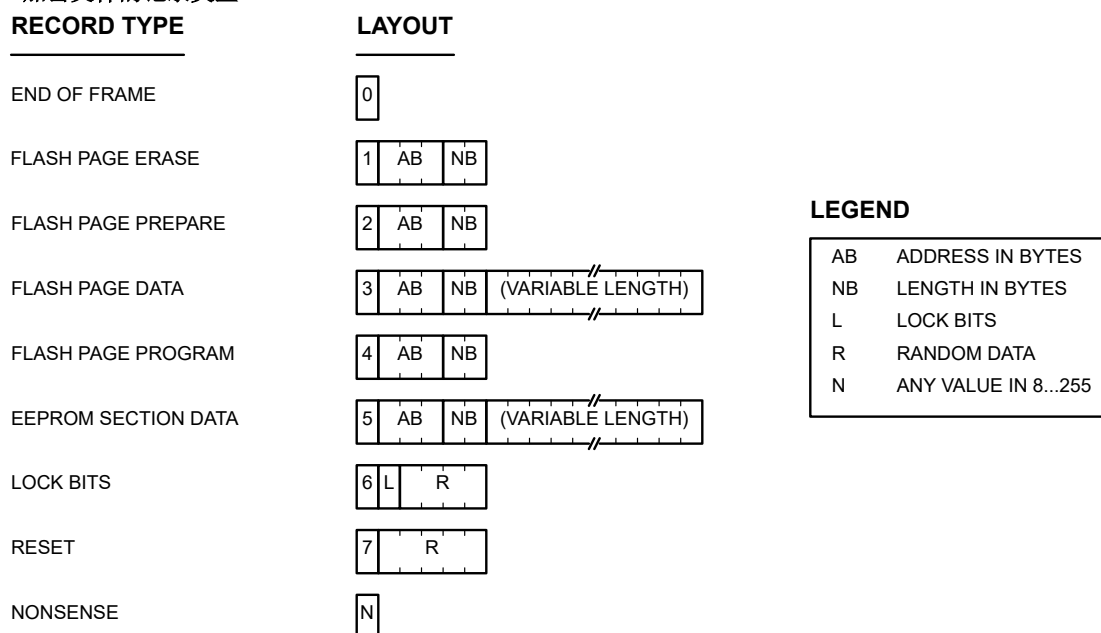 RECORD TYPE LAYOUT
END OF FRAME 0
FLASH PAGE ERASE 1 AB NB
FLASH PAGE PREPARE 2 AB NB
FLASH PAGE DATA 3 AB NB (VARIABLE LENGTH)
FLASH PAGE PROGRAM 4 AB NB
EEPROM SECTION DATA 5 AB NB (VARIABLE LENGTH)
LOCK BITS 6 L R
RESET 7 R
NONSENSE N
LEGEND
AB ADDRESS IN BYTES
NB LENGTH IN BYTES
L LOCK BITS
R RANDOM DATA
N ANY VALUE IN 8...255